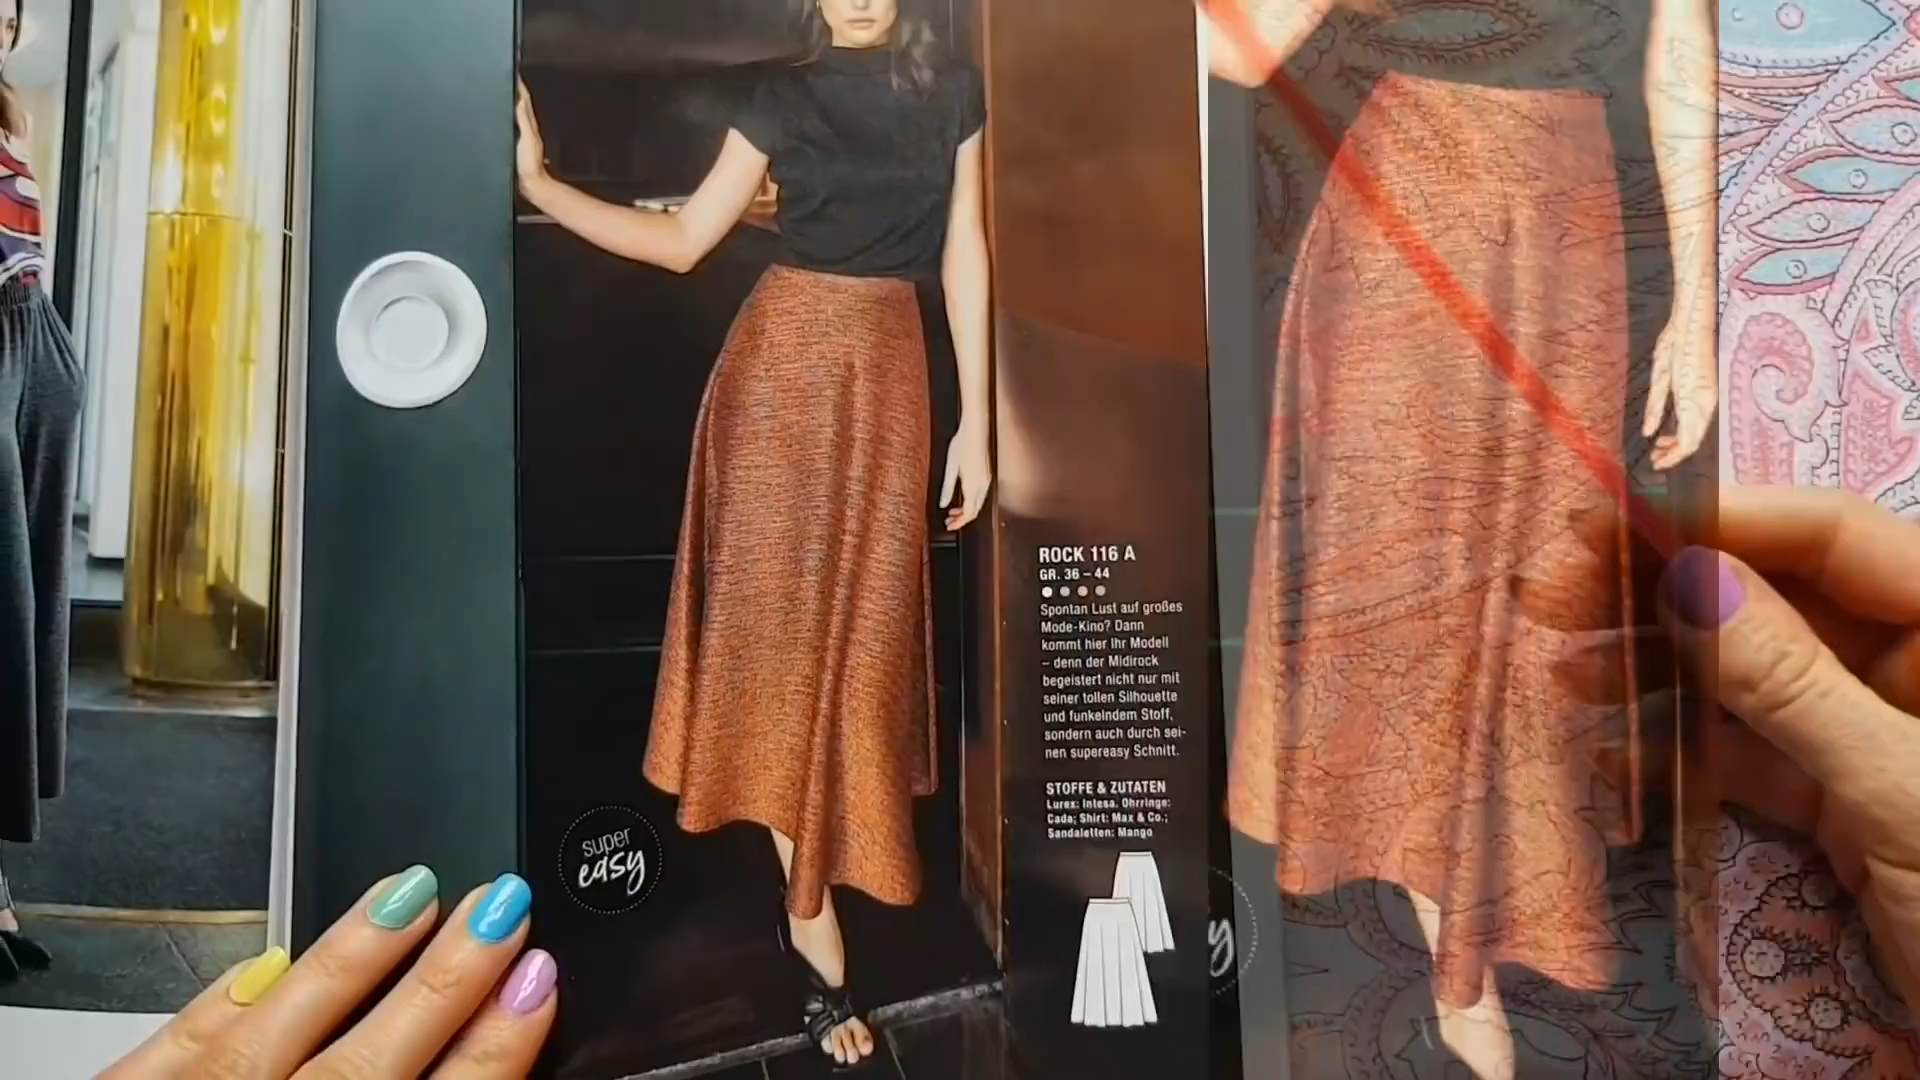 ROCK 116 A
GR. 36 – 44
Spontan Lust auf großes
Mode-Kino? Dann
kommt hier Ihr Modell
– denn der Midirock
begeistert nicht nur mit
seiner tollen Silhouette
und funkelndem Stoff,
sondern auch durch sei-
nen supereasy Schnitt.
STOFFE & ZUTATEN
Lurex: Intesa. Ohrringe:
Cada; Shirt: Max & Co.;
Sandaletten: Mango
super
easy
y